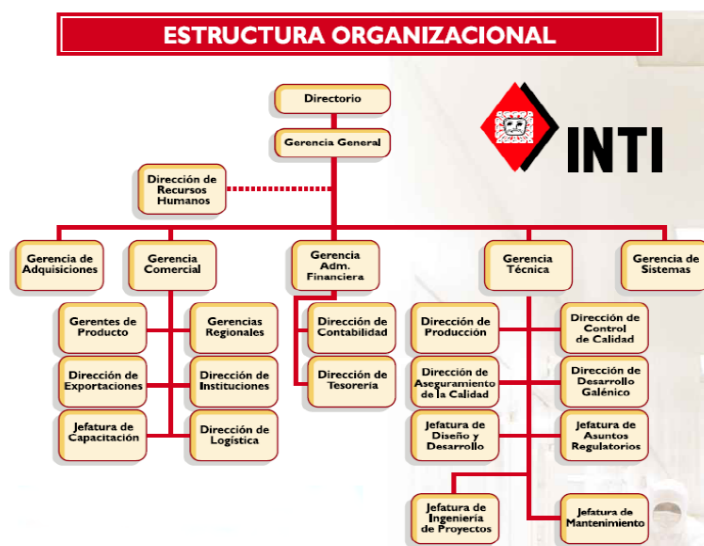 ESTRUCTURA ORGANIZACIONAL
Directorio
Gerencia General
INTI
Dirección de
Recursos
Humanos
Gerencia de
Adquisiciones
Gerencia
Comercial
Gerencia
Adm.
Financiera
Gerencia
Técnica
Gerencia de
Sistemas
Gerentes de
Producto
Gerencias
Regionales
Dirección de
Exportaciones
Dirección de
Instituciones
Jefatura de
Capacitación
Dirección de
Logística
Dirección de
Contabilidad
Dirección de
Tesoreria
Dirección de
Producción
Dirección de
Control
de Calidad
Dirección de
Aseguramiento
de la Calidad
Dirección de
Desarrollo
Galénico
Jefatura de
Diseño y
Desarrollo
Jefatura de
Asuntos
Regulatorios
Jefatura de
Ingeniería
de Proyectos
Jefatura de
Mantenimiento